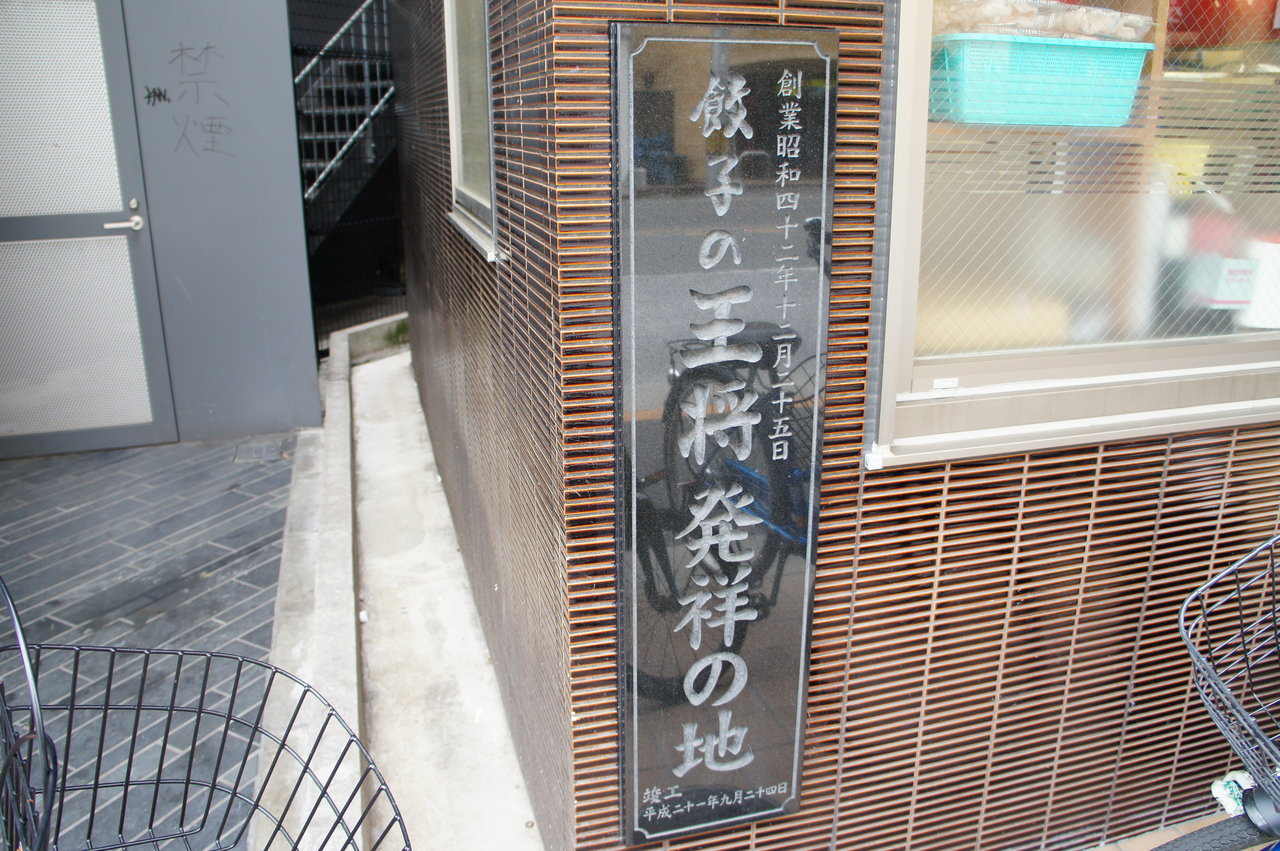 創業昭和四十二年十二月二十五日
餃子の王将発祥の地
竣工
平成二十一年九月二十四日
禁煙